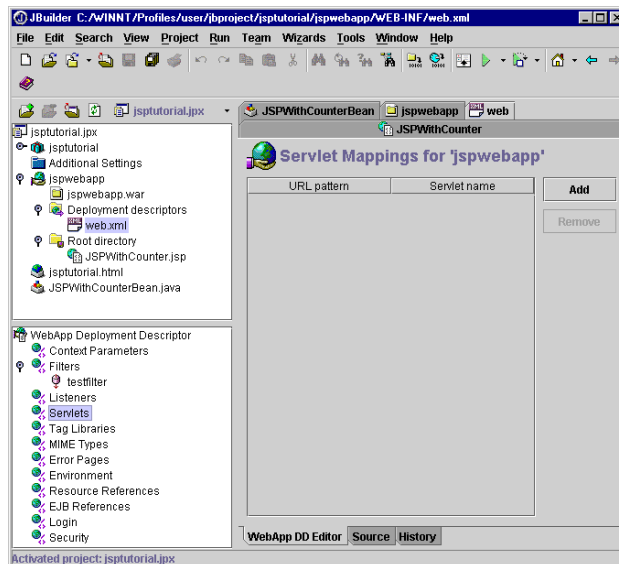 JBuilder C:/WINNT/Profiles/user/jbproject/jsptutorial/jspwebapp/WEB-INF/web.xml
File Edit Search View Project Run Team Wizards Tools Window Help
jsptutorial.jpx
JSPWithCounterBean jspwebapp web
JSPWithCounter
jsptutorial.jpx
jsptutorial
Additional Settings
jspwebapp
jspwebapp.war
Deployment descriptors
web.xml
Root directory
JSPWithCounter.jsp
jsptutorial.html
JSPWithCounterBean.java
Servlet Mappings for 'jspwebapp'
URL pattern Servlet name
Add
Remove
WebApp Deployment Descriptor
Context Parameters
Filters
testfilter
Listeners
Servlets
Tag Libraries
MIME Types
Error Pages
Environment
Resource References
EJB References
Login
Security
WebApp DD Editor Source History
Activated project: jsptutorial.jpx